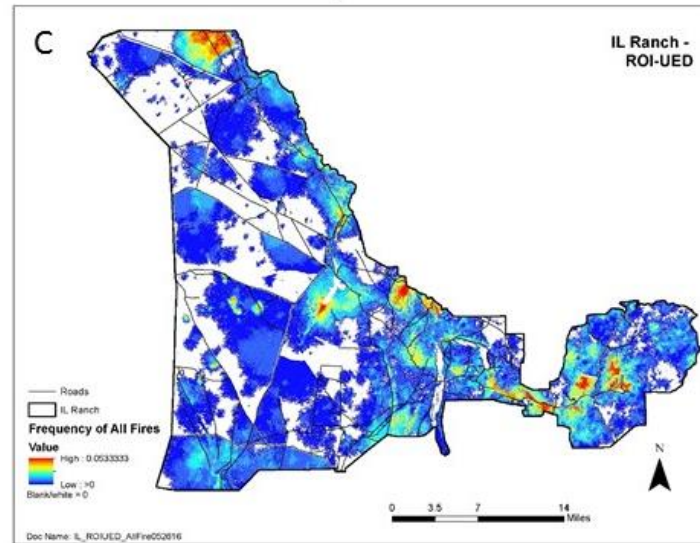 C
IL Ranch -
ROI-UED
Roads
IL Ranch
Frequency of All Fires
Value
High : 0.0533333
Low : >0
Blank/white = 0
N
0 3.5 7 14
Miles
Doc Name: IL_ROIUED_AllFire052616